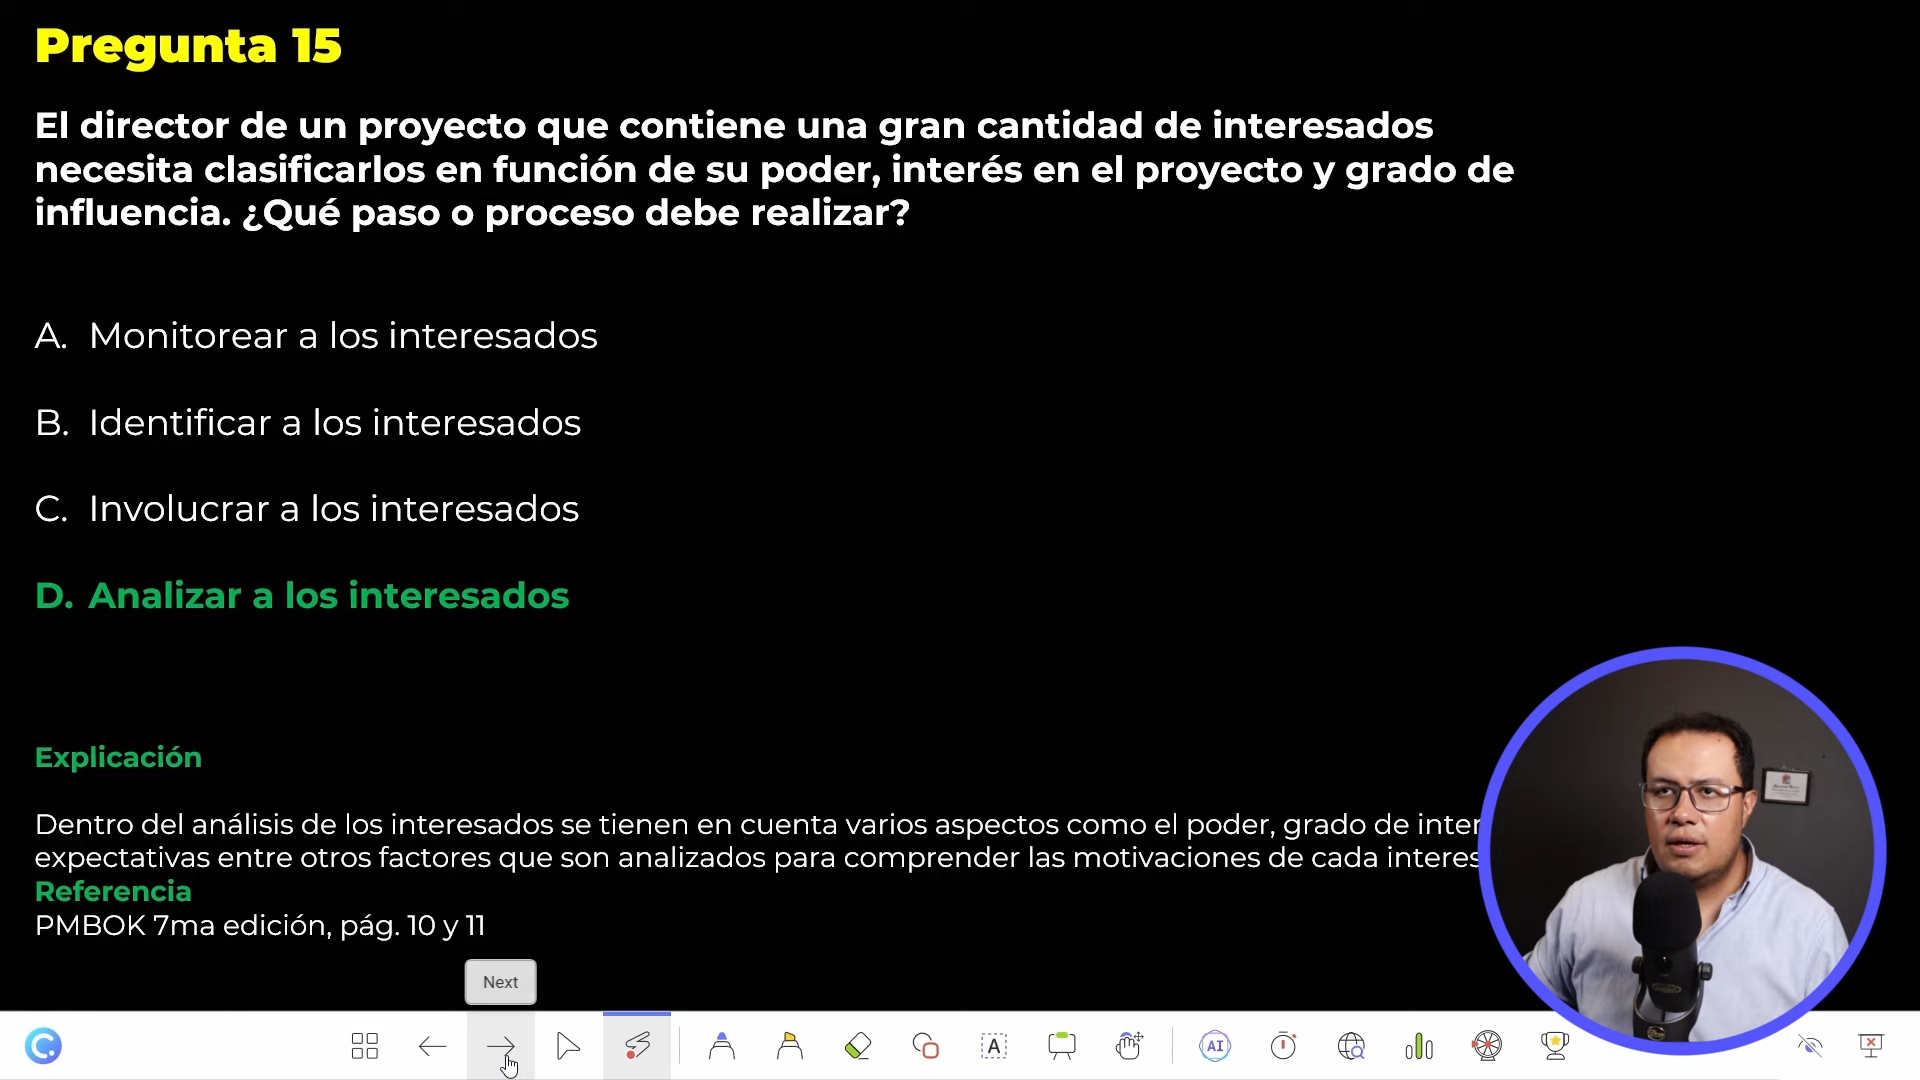 Pregunta 15
El director de un proyecto que contiene una gran cantidad de interesados
necesita clasificarlos en función de su poder, interés en el proyecto y grado de
influencia. ¿Qué paso o proceso debe realizar?
A. Monitorear a los interesados
B. Identificar a los interesados
C. Involucrar a los interesados
D. Analizar a los interesados
Explicación
Dentro del análisis de los interesados se tienen en cuenta varios aspectos como el poder, grado de inter
expectativas entre otros factores que son analizados para comprender las motivaciones de cada interes
Referencia
PMBOK 7ma edición, pág. 10 y 11
Next
A
AI